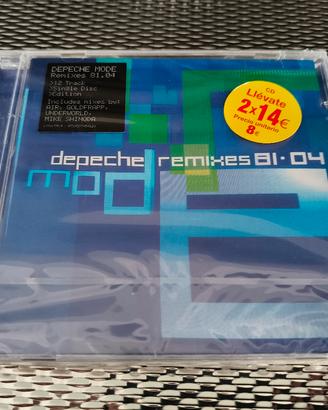 DEPECHE MODE
Remixes 81.04
>12 Track
>Single Disc
>Edition
Includes mixes by:
AIR, GOLDFRAPP,
UNDERWORLD,
MIKE SHINODA
CD
Llévate
2x14€
Precio unitario
8€
depeche remixes 81·04
mode